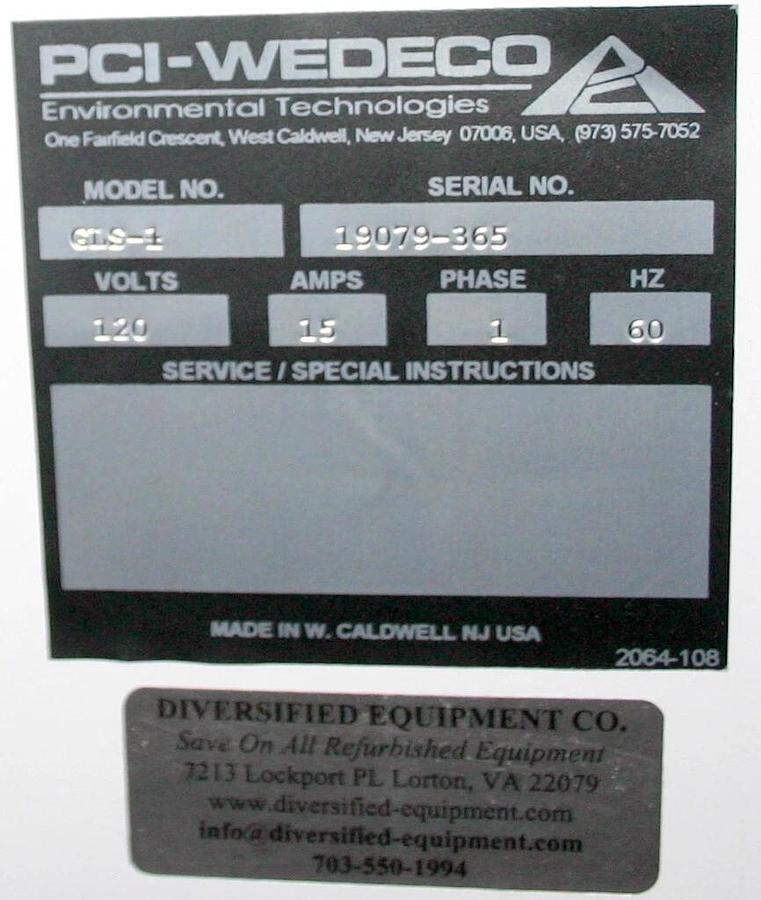 PCI-WEDECO
Environmental Technologies
One Fairfield Crescent, West Caldwell, New Jersey 07006, USA, (973) 575-7052
MODEL NO. SERIAL NO.
GLS-1 19079-365
VOLTS AMPS PHASE HZ
120 15 1 60
SERVICE / SPECIAL INSTRUCTIONS
MADE IN W. CALDWELL NJ USA
2064-108
DIVERSIFIED EQUIPMENT CO.
Save On All Refurbished Equipment
7213 Lockport PL Lorton, VA 22079
www.diversified-equipment.com
info@diversified-equipment.com
703-550-1994